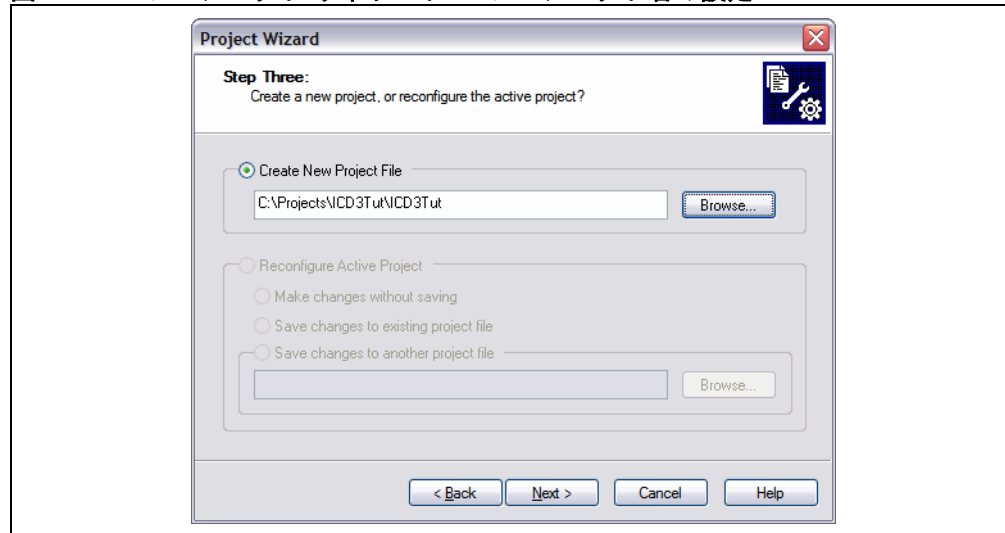 Project Wizard
Step Three:
Create a new project, or reconfigure the active project?
Create New Project File
C:\Projects\ICD3Tut\ICD3Tut
Browse...
Reconfigure Active Project
Make changes without saving
Save changes to existing project file
Save changes to another project file
Browse...
< Back
Next >
Cancel
Help